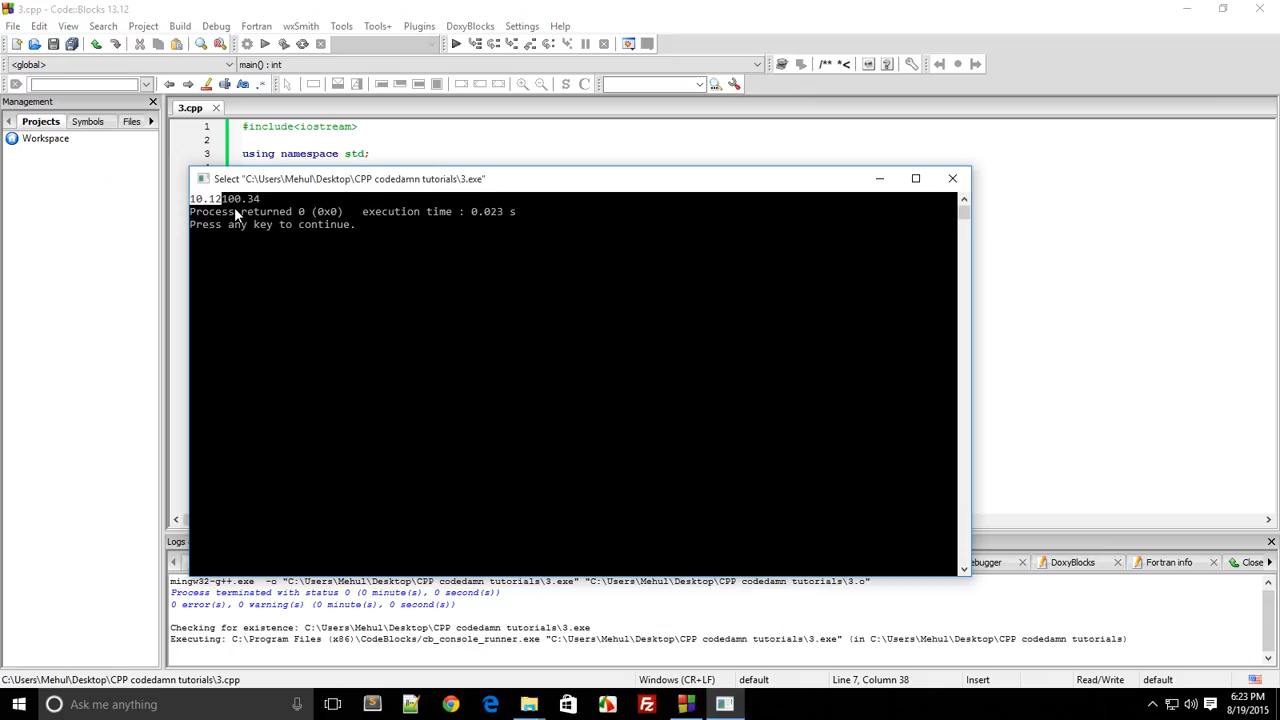 3.cpp - Code::Blocks 13.12
File Edit View Search Project Build Debug Fortran wxSmith Tools Tools+ Plugins DoxyBlocks Settings Help
<global> main() : int
/** *<
S C
Management
Projects Symbols Files
Workspace
3.cpp
1 #include<iostream>
2
3 using namespace std;
Select "C:\Users\Mehul\Desktop\CPP codedamn tutorials\3.exe"
10.12100.34
Process returned 0 (0x0) execution time : 0.023 s
Press any key to continue.
Logs
ebugger DoxyBlocks Fortran info Close
mingw32-g++.exe -o "C:\Users\Mehul\Desktop\CPP codedamn tutorials\3.exe" "C:\Users\Mehul\Desktop\CPP codedamn tutorials\3.o"
Process terminated with status 0 (0 minute(s), 0 second(s))
0 error(s), 0 warning(s) (0 minute(s), 0 second(s))
Checking for existence: C:\Users\Mehul\Desktop\CPP codedamn tutorials\3.exe
Executing: C:\Program Files (x86)\CodeBlocks/cb_console_runner.exe "C:\Users\Mehul\Desktop\CPP codedamn tutorials\3.exe" (in C:\Users\Mehul\Desktop\CPP codedamn tutorials)
C:\Users\Mehul\Desktop\CPP codedamn tutorials\3.cpp Windows (CR+LF) default Line 7, Column 38 Insert Read/Write default
Ask me anything
6:23 PM
8/19/2015